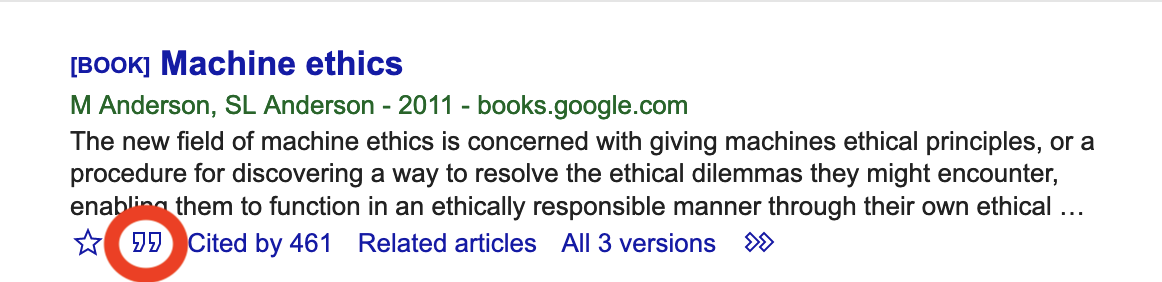 [BOOK] Machine ethics
M Anderson, SL Anderson - 2011 - books.google.com
The new field of machine ethics is concerned with giving machines ethical principles, or a
procedure for discovering a way to resolve the ethical dilemmas they might encounter,
enabling them to function in an ethically responsible manner through their own ethical …
Cited by 461 Related articles All 3 versions